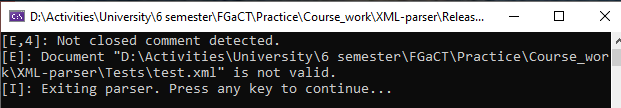 D:\Activities\University\6 semester\FGaCT\Practice\Course_work\XML-parser\Releas...
[E,4]: Not closed comment detected.
[E]: Document "D:\Activities\University\6 semester\FGaCT\Practice\Course_wor
k\XML-parser\Tests\test.xml" is not valid.
[I]: Exiting parser. Press any key to continue...